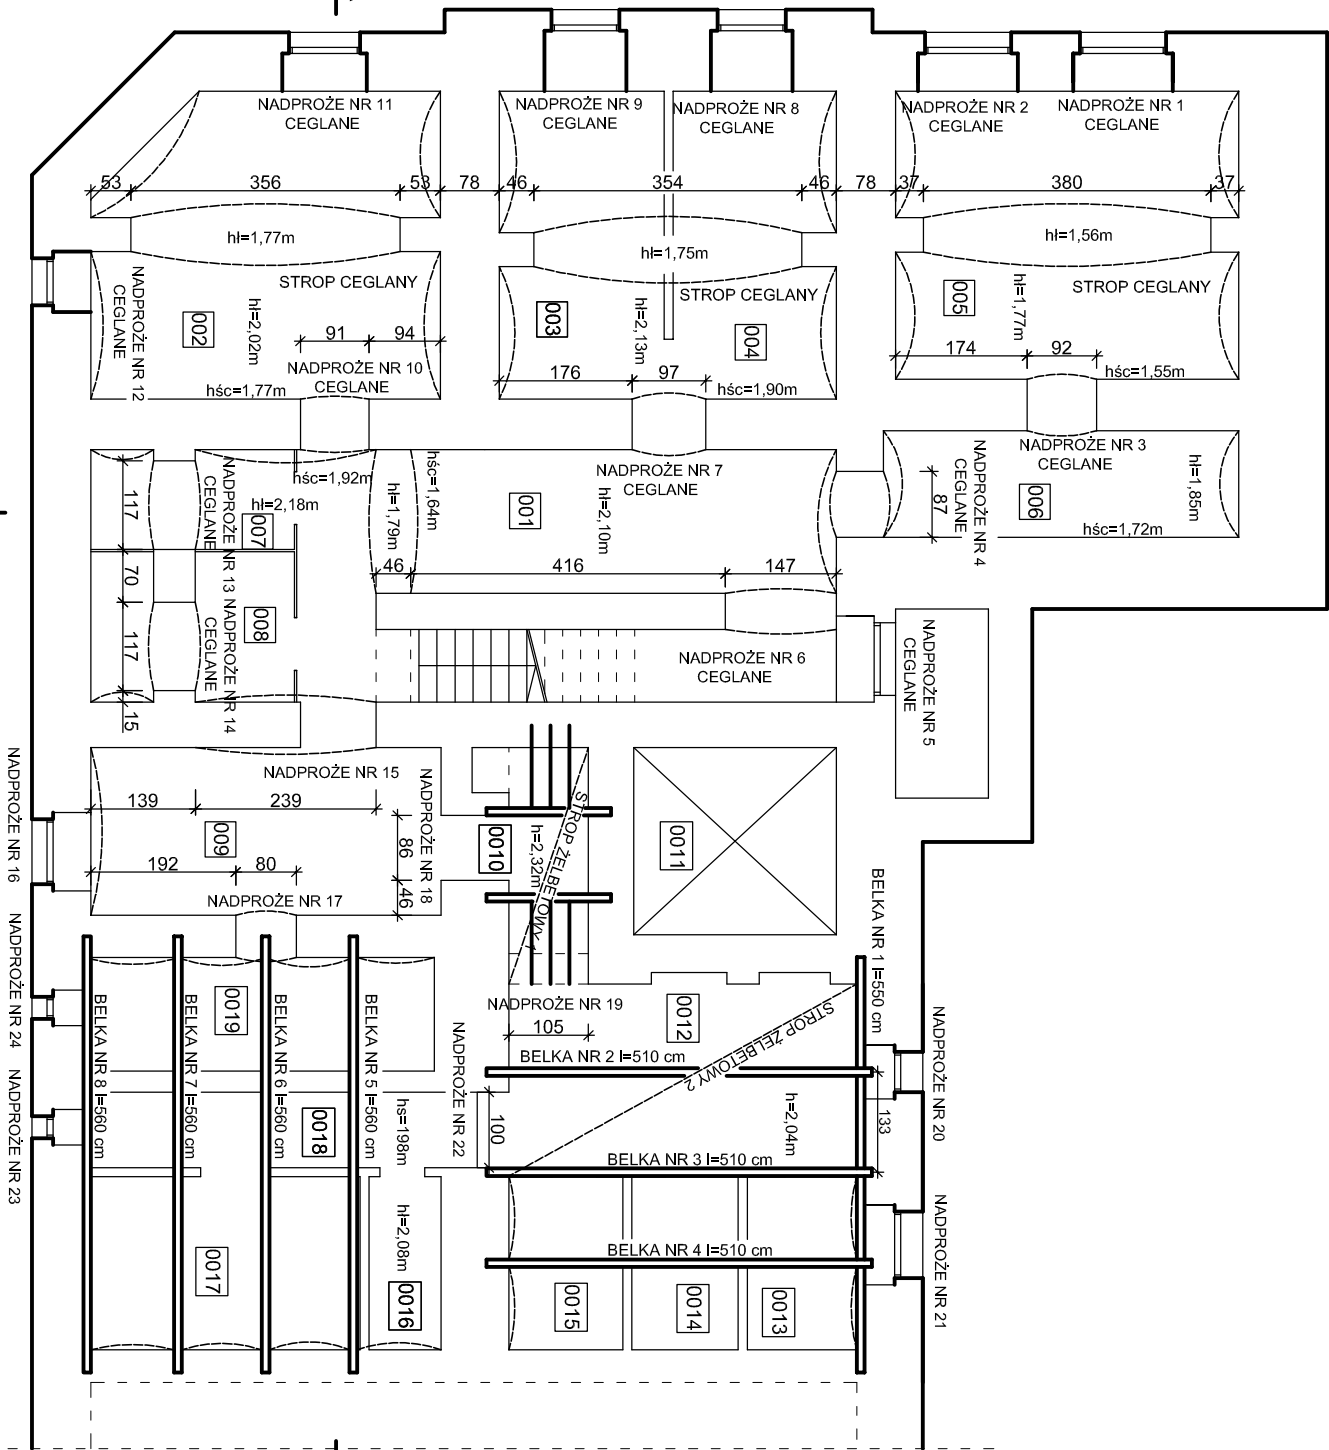 NADPROŻE NR 11
CEGLANE
NADPROŻE NR 9
CEGLANE
NADPROŻE NR 8
CEGLANE
NADPROŻE NR 2
CEGLANE
NADPROŻE NR 1
CEGLANE
53
356
53
78
46
354
46
78
37
380
37
hł=1,77m
hł=1,75m
hł=1,56m
STROP CEGLANY
STROP CEGLANY
STROP CEGLANY
NADPROŻE NR 12
CEGLANE
002
hł=2,02m
91
94
003
hł=2,13m
004
005
hł=1,77m
174
92
NADPROŻE NR 10
CEGLANE
hśc=1,77m
176
97
hśc=1,90m
hśc=1,55m
NADPROŻE NR 3
CEGLANE
NADPROŻE NR 7
CEGLANE
hśc=1,92m
hł=2,18m
hśc=1,64m
hł=1,79m
001
hł=2,10m
NADPROŻE NR 4
CEGLANE
87
006
hł=1,85m
hśc=1,72m
117
70
117
15
NADPROŻE NR 13
CEGLANE
NADPROŻE NR 14
CEGLANE
007
008
46
416
147
NADPROŻE NR 6
CEGLANE
NADPROŻE NR 5
CEGLANE
NADPROŻE NR 15
NADPROŻE NR 16
139
239
009
192
80
NADPROŻE NR 17
NADPROŻE NR 18
86
46
0010
h=2,32m
STROP ŻELBETOWY 1
0011
BELKA NR 1 l=550 cm
NADPROŻE NR 19
105
0012
STROP ŻELBETOWY 2
BELKA NR 2 l=510 cm
NADPROŻE NR 20
133
h=2,04m
NADPROŻE NR 24
NADPROŻE NR 23
BELKA NR 8 l=560 cm
BELKA NR 7 l=560 cm
BELKA NR 6 l=560 cm
BELKA NR 5 l=560 cm
0019
0018
hs=198m
NADPROŻE NR 22
100
BELKA NR 3 l=510 cm
hł=2,08m
BELKA NR 4 l=510 cm
NADPROŻE NR 21
0017
0016
0015
0014
0013